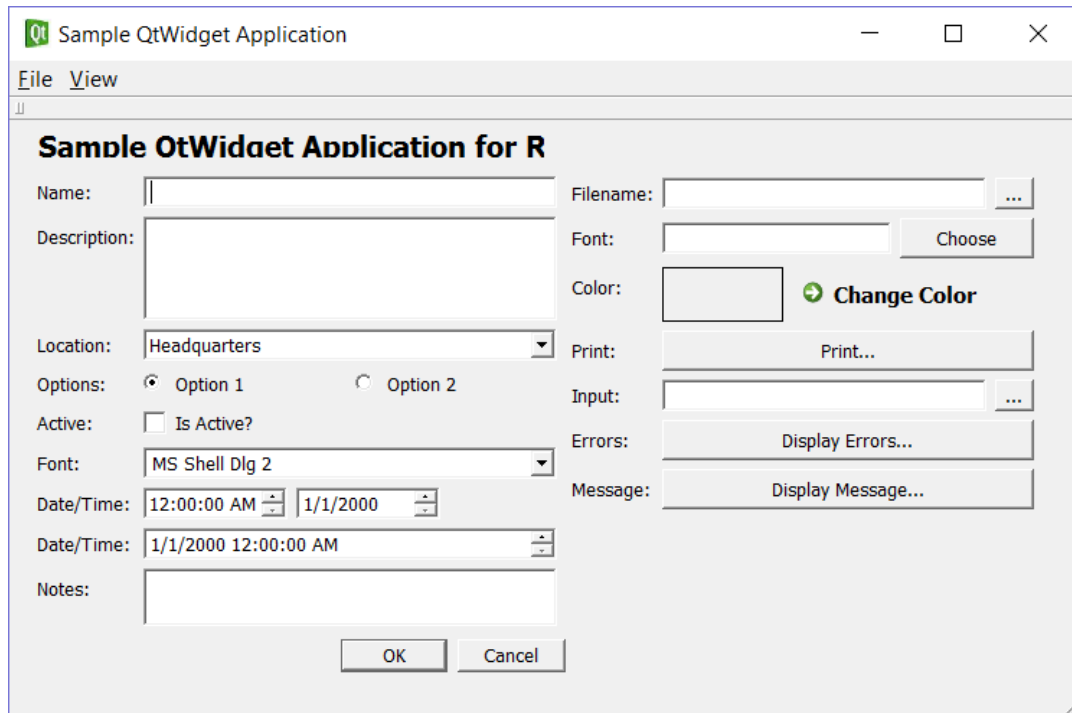 Qt Sample QtWidget Application
File View
Sample QtWidget Application for R
Name:
Description:
Location: Headquarters
Options: Option 1 Option 2
Active: Is Active?
Font: MS Shell Dlg 2
Date/Time: 12:00:00 AM 1/1/2000
Date/Time: 1/1/2000 12:00:00 AM
Notes:
OK Cancel
Filename: ...
Font: Choose
Color: Change Color
Print: Print...
Input: ...
Errors: Display Errors...
Message: Display Message...